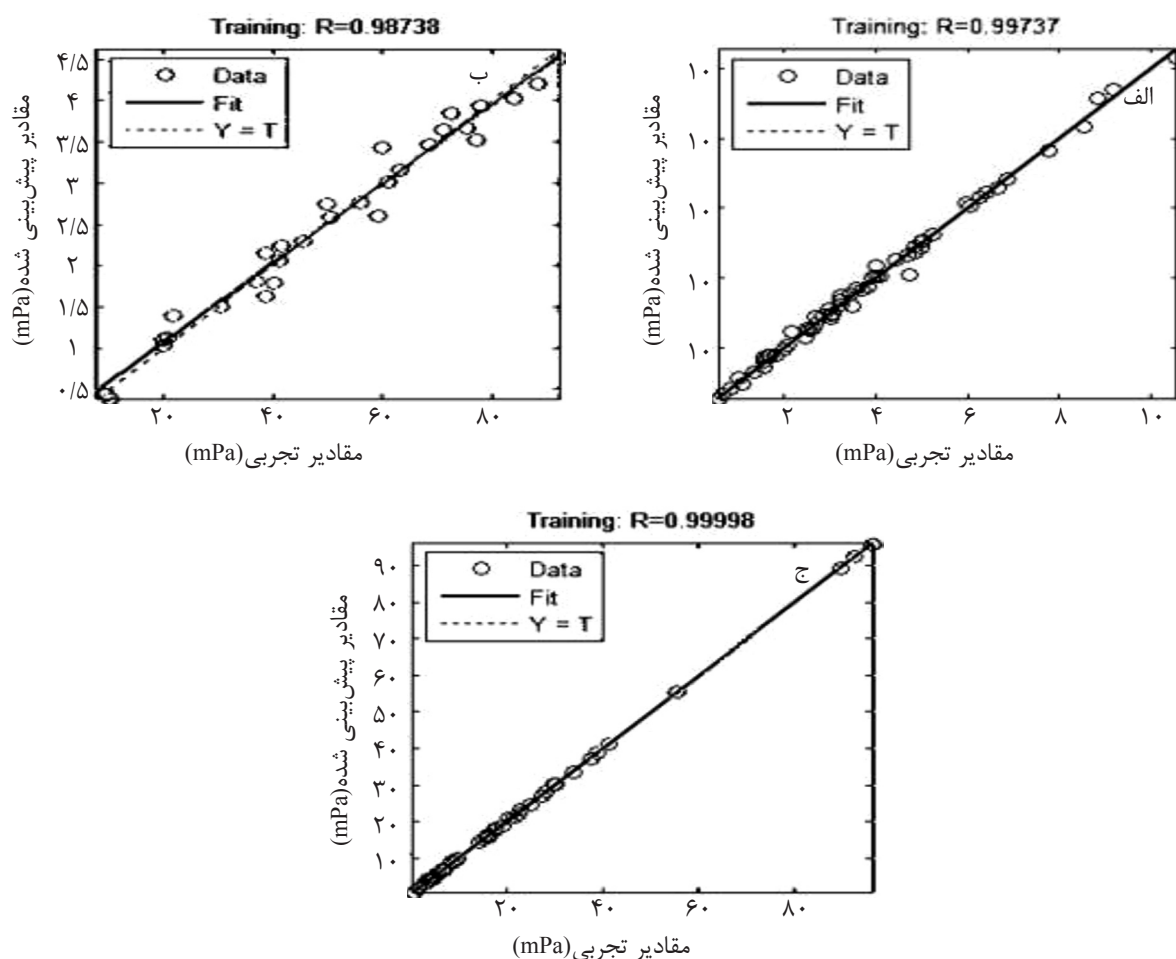 Training: R=0.98738
Data
Fit
Y = T
ب
۴/۵
۴
۳/۵
۳
۲/۵
۲
۱/۵
۱
۰/۵
۲۰
۴۰
۶۰
۸۰
مقادیر پیش‌بینی شده(mPa)
مقادیر تجربی(mPa)
Training: R=0.99737
Data
Fit
Y = T
الف
۱۰
۱۰
۱۰
۱۰
۱۰
۲
۴
۶
۸
۱۰
مقادیر پیش‌بینی شده(mPa)
مقادیر تجربی(mPa)
Training: R=0.99998
Data
Fit
Y = T
ج
۹۰
۸۰
۷۰
۶۰
۵۰
۴۰
۳۰
۲۰
۱۰
۲۰
۴۰
۶۰
۸۰
مقادیر پیش‌بینی شده(mPa)
مقادیر تجربی(mPa)